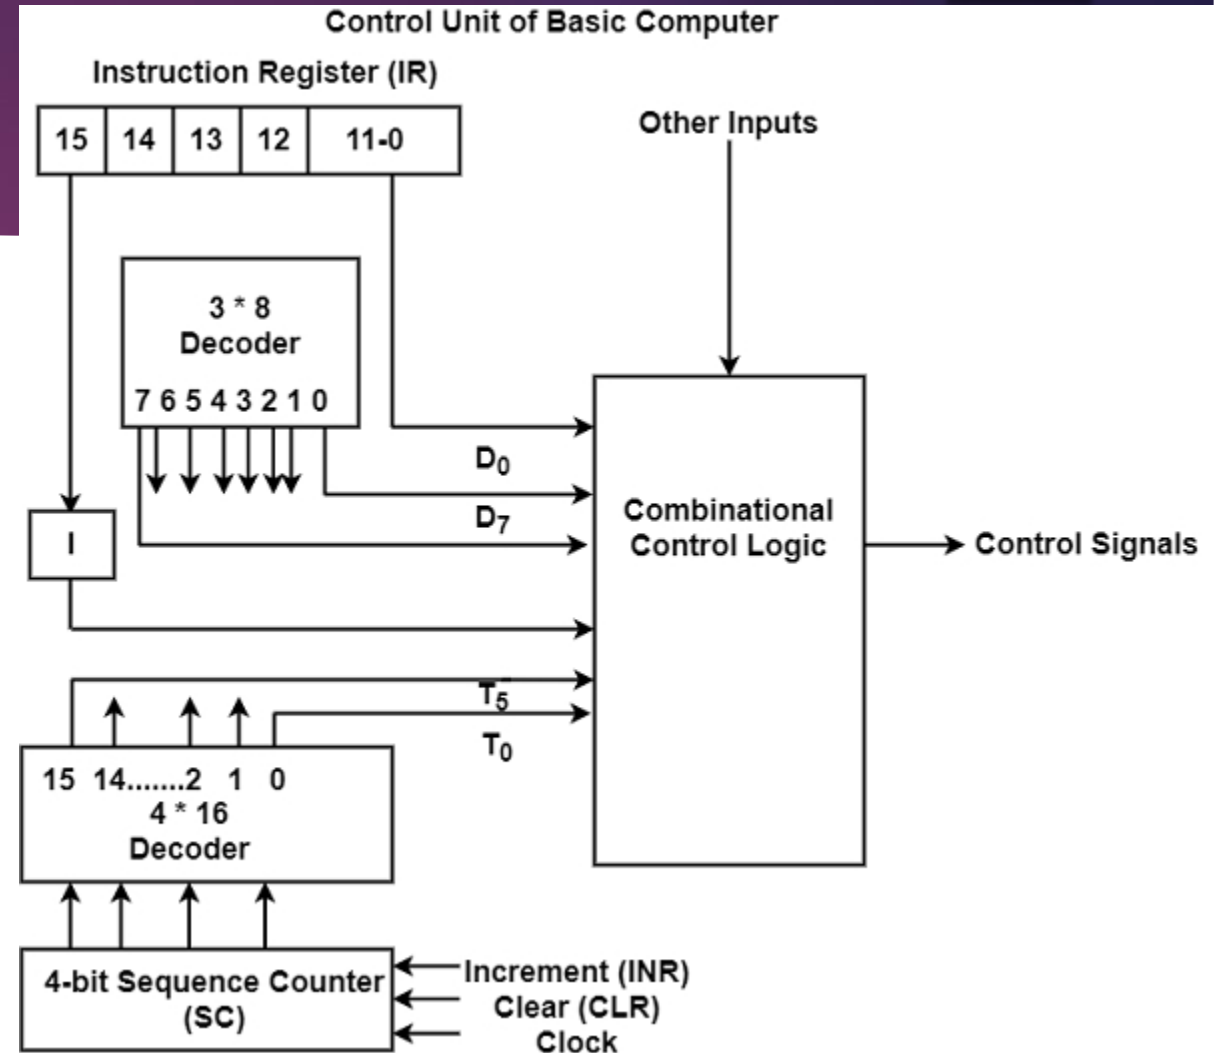 Control Unit of Basic Computer
Instruction Register (IR)
15 14 13 12 11-0
Other Inputs
3 * 8
Decoder
7 6 5 4 3 2 1 0
D0
D7
Combinational
Control Logic
Control Signals
I
T5
T0
15 14.......2 1 0
4 * 16
Decoder
4-bit Sequence Counter
(SC)
Increment (INR)
Clear (CLR)
Clock